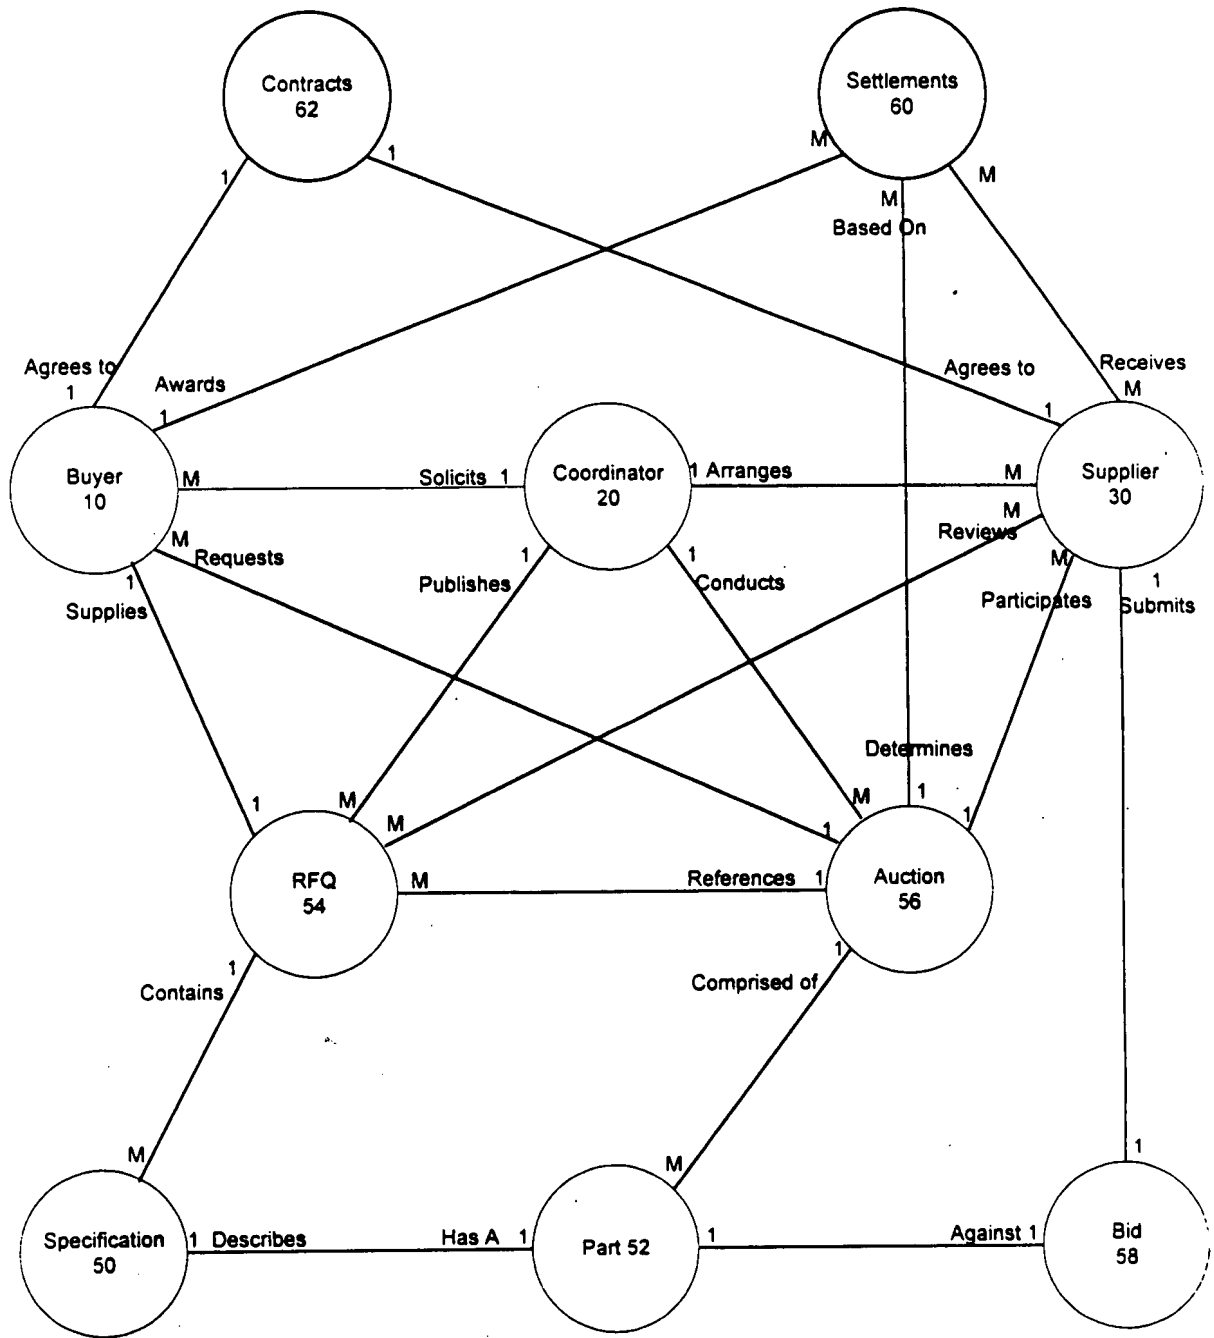 Contracts
62
Settlements
60
1
1
M
M
M
Based On
Agrees to
1
Awards
1
Agrees to
1
Receives
M
Buyer
10
M
Solicits 1
Coordinator
20
1 Arranges
M
Supplier
30
M
Requests
1
Supplies
1
Publishes
1
Conducts
M
Reviews
M
Participates
1
Submits
Determines
1
M
M
M
1
1
1
RFQ
54
M
References 1
Auction
56
1
Contains
1
Comprised of
M
M
1
Specification
50
1 Describes
Has A 1
Part 52
1
Against 1
Bid
58